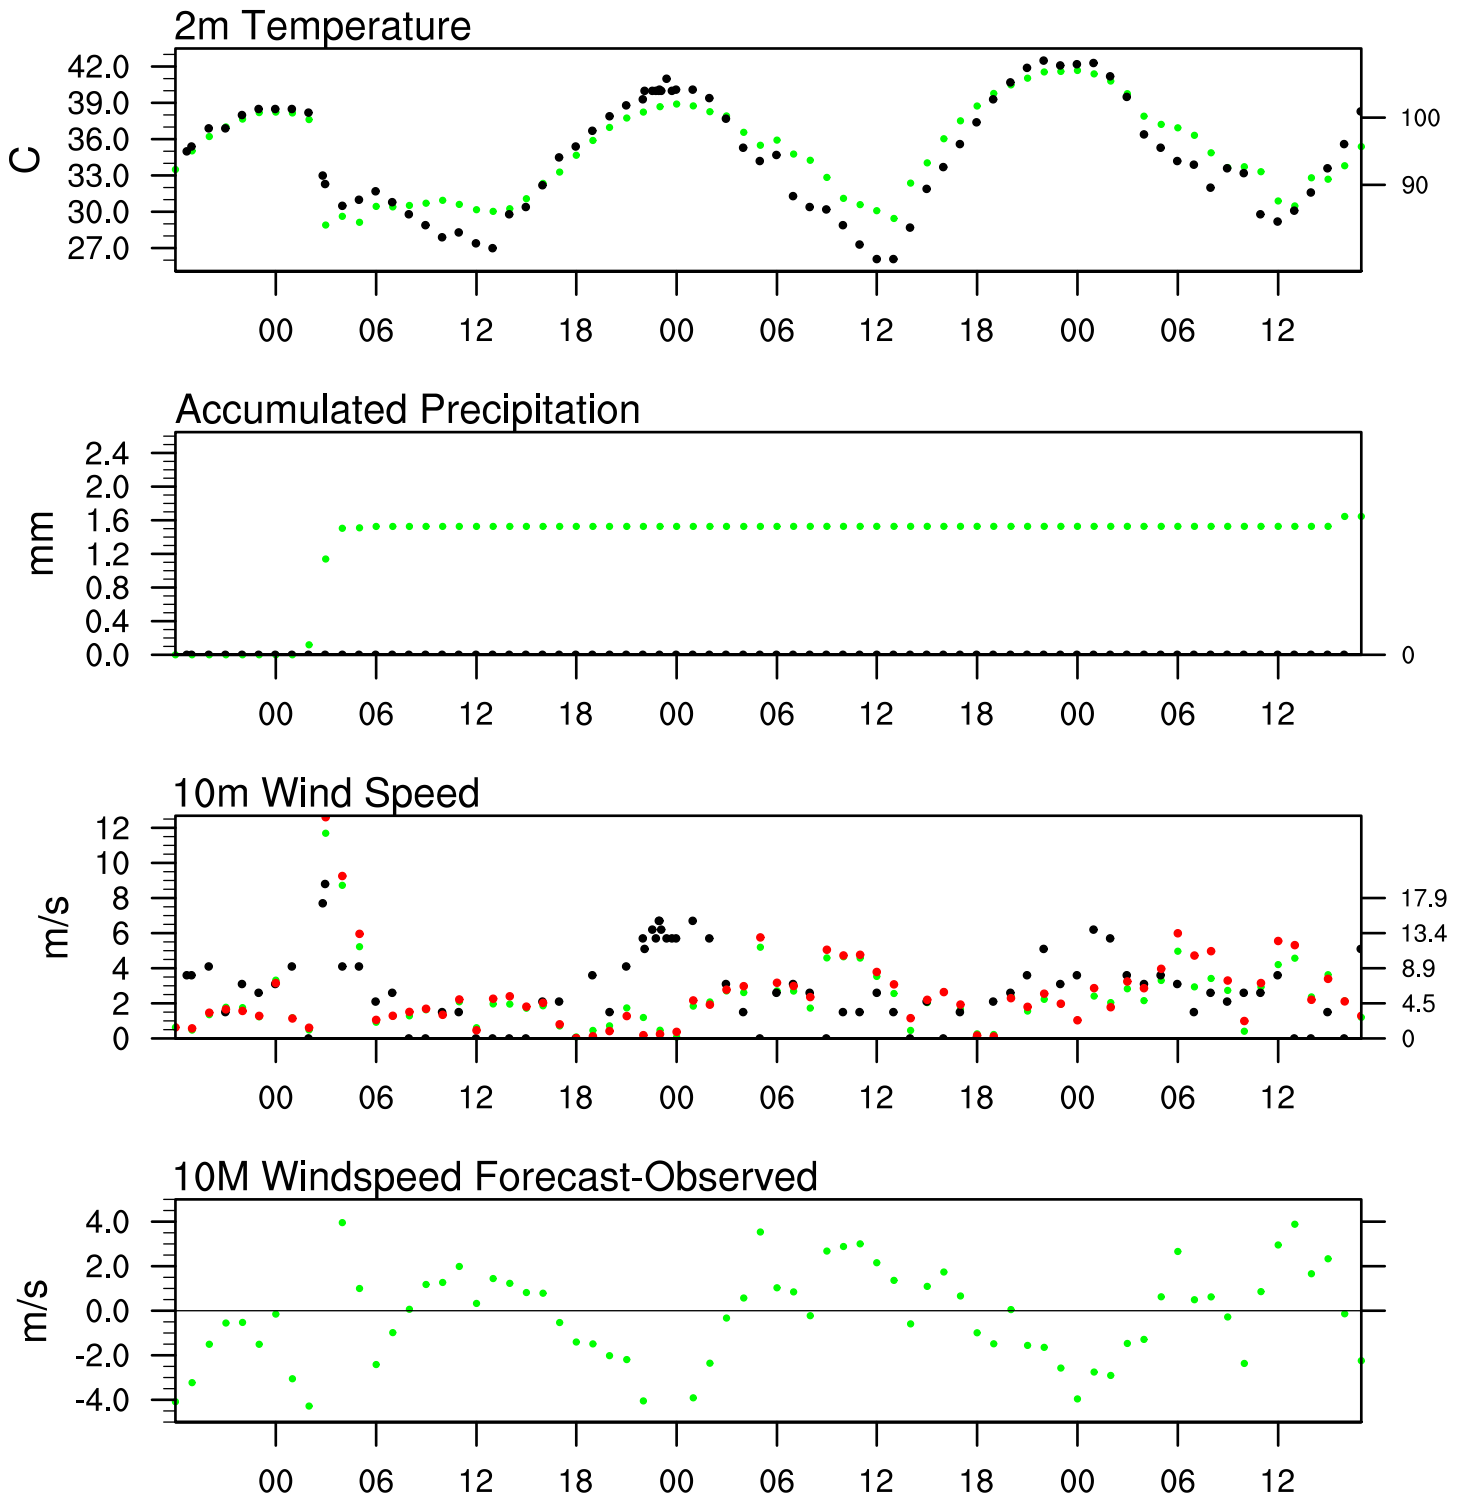 2m Temperature
42.0
39.0
36.0
33.0
30.0
27.0
C
100
90
00 06 12 18 00 06 12 18 00 06 12
Accumulated Precipitation
2.4
2.0
1.6
1.2
0.8
0.4
0.0
mm
0
00 06 12 18 00 06 12 18 00 06 12
10m Wind Speed
12
10
8
6
4
2
0
m/s
17.9
13.4
8.9
4.5
0
00 06 12 18 00 06 12 18 00 06 12
10M Windspeed Forecast-Observed
4.0
2.0
0.0
-2.0
-4.0
m/s
00 06 12 18 00 06 12 18 00 06 12